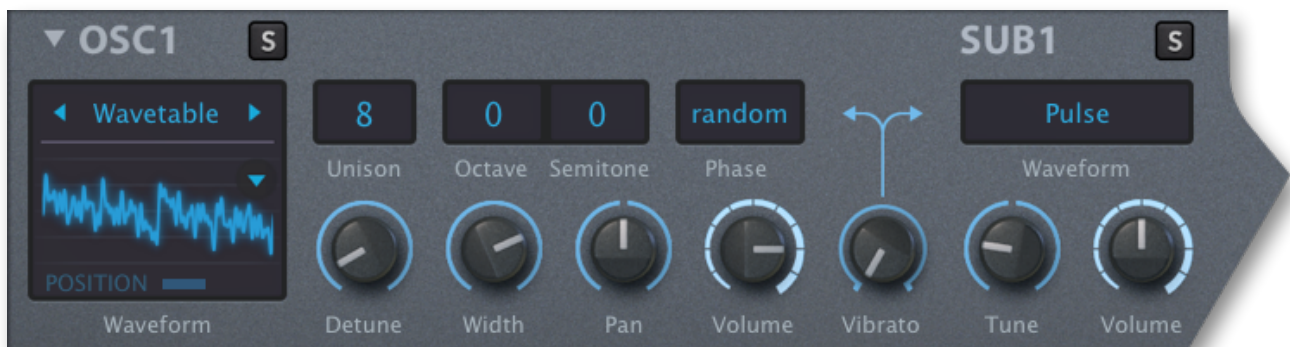 OSC1 S SUB1 S
Wavetable 8 0 0 random Pulse
Unison Octave Semitone Phase Waveform
POSITION
Waveform Detune Width Pan Volume Vibrato Tune Volume